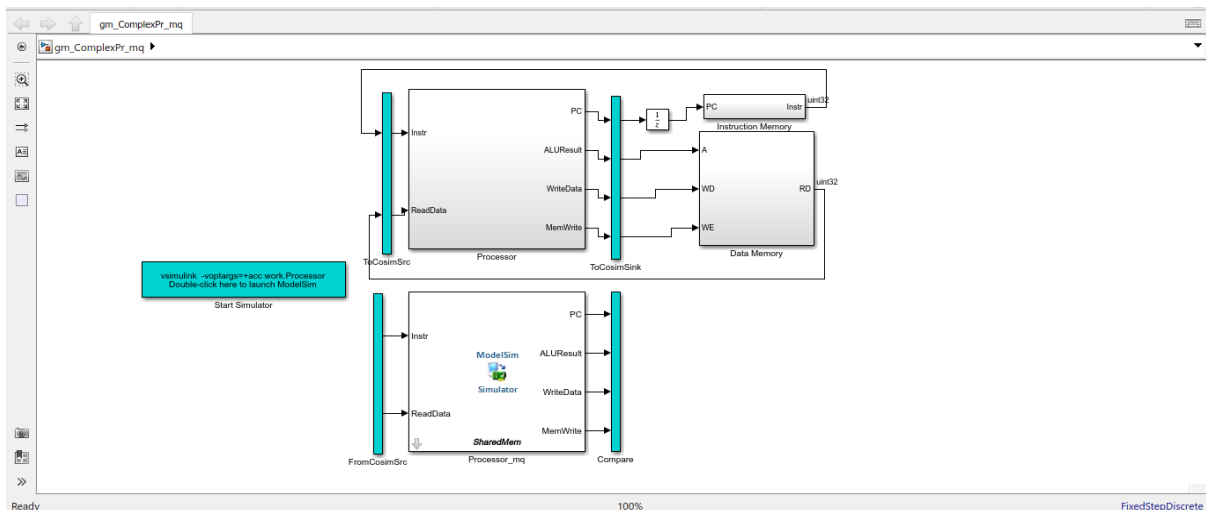 gm_ComplexPr_mq
gm_ComplexPr_mq
PC
Instr
uint32
1
z
Instruction Memory
Instr
ReadData
PC
ALUResult
WriteData
MemWrite
Processor
ToCosimSrc
ToCosimSink
A
WD
WE
RD
uint32
Data Memory
vsimulink -voptargs=+acc work.Processor
Double-click here to launch ModelSim
Start Simulator
Instr
ReadData
ModelSim
Simulator
PC
ALUResult
WriteData
MemWrite
SharedMem
FromCosimSrc
Processor_mq
Compare
Ready
100%
FixedStepDiscrete